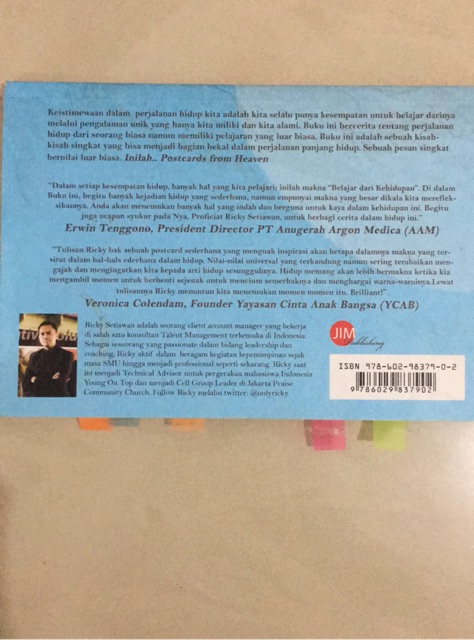 Keistimewaan dalam perjalanan hidup kita adalah kita selalu punya kesempatan untuk belajar darinya
melalui pengalaman unik yang hanya kita miliki dan kita alami. Buku ini bercerita tentang perjalanan
hidup dari seorang biasa namun memiliki pelajaran yang luar biasa. Buku ini adalah sebuah kisah-
kisah singkat yang bisa menjadi bagian bekal dalam perjalanan panjang hidup. Sebuah pesan singkat
bernilai luar biasa. Inilah.. Postcards from Heaven
"Dalam setiap kesempatan hidup, banyak hal yang kita pelajari; inilah makna "Belajar dari Kehidupan". Di dalam
Buku ini, begitu banyak kejadian hidup yang sederhana, namun empunyai makna yang besar dikala kita mereflek-
sikannya. Anda akan menemukan banyak hal yang indah dan berguna untuk kaya dalam kehidupan ini. Begitu
juga ucapan syukur pada Nya. Proficiat Ricky Setiawan, untuk berbagi cerita dalam hidup ini."
Erwin Tenggono, President Director PT Anugerah Argon Medica (AAM)
"Tulisan Ricky bak sebuah postcard sederhana yang menguak inspirasi akan betapa dalamnya makna yang ter-
sirat dalam hal-hals ederhana dalam hidup. Nilai-nilai universal yang terkandung namun sering terabaikan men-
gajah dan mengingatkan kita kepada arti hidup sesungguhnya. Hidup memang akan lebih bermakna ketika kia
mengambil momen untuk berhenti sejenak untuk mencium semerbaknya dan menghargai warna-warninya.Lewat
tulisannya Ricky menuntun kita menemukan momen momen itu. Brilliant!"
Veronica Colendam, Founder Yayasan Cinta Anak Bangsa (YCAB)
Ricky Setiawan adalah seorang client account manager yang bekerja
di salah satu konsultan Talent Management terkemuka di Indonesia
Sebagai seseorang yang passionate dalam bidang leadership dan
coaching, Ricky aktif dalam beragam kegiatan kepemimpinan sejak
masa SMU hingga menjadi professional seperti sekarang. Ricky saat
ini menjadi Technical Advisor untuk pergerakan mahasiswa Indonesia
Young On Top dan menjadi Cell Group Leader di Jakarta Praise
Community Church. Follow Ricky melalui twitter: @onlyricky.
JIM
Publishing
ISBN 978-602-98379-0-2
9 786029 837902